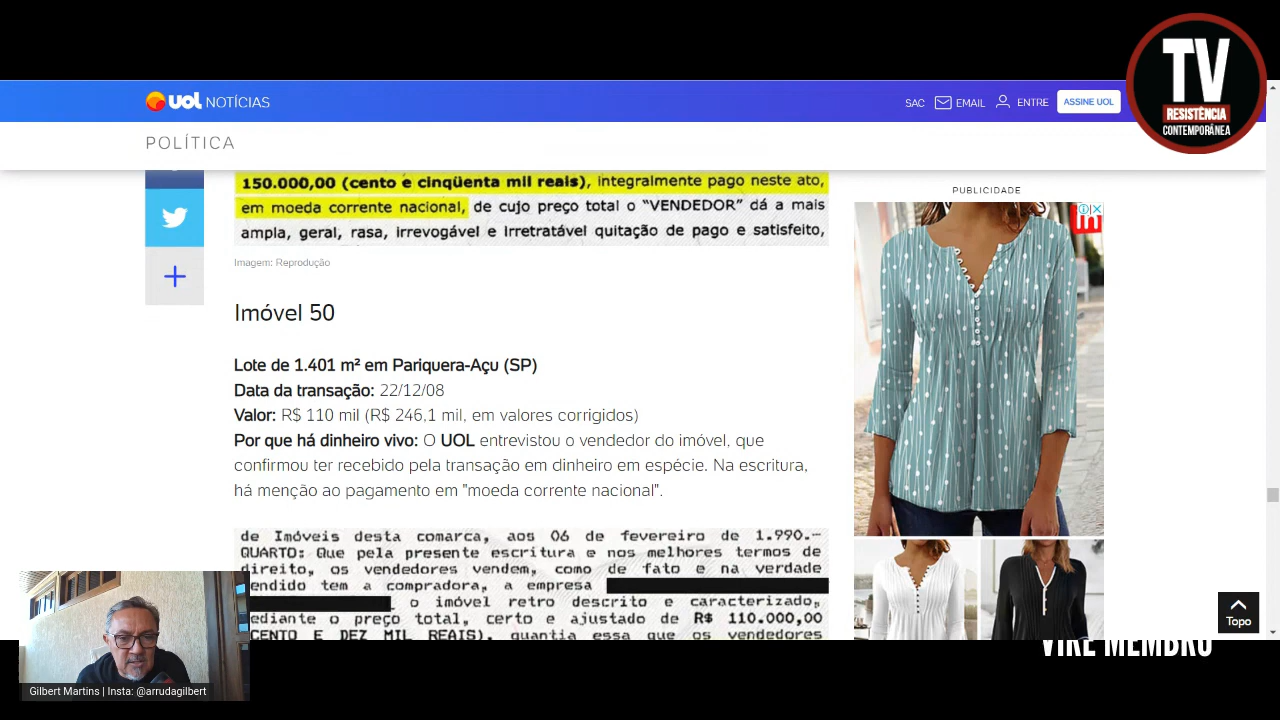 TV
RESISTÊNCIA
CONTEMPORÂNEA
UOL NOTÍCIAS
SAC
EMAIL
ENTRE
ASSINE UOL
POLÍTICA
150.000,00 (cento e cinqüenta mil reais), integralmente pago neste ato,
em moeda corrente nacional, de cujo preço total o "VENDEDOR" dá a mais
ampla, geral, rasa, irrevogável e irretratável quitação de pago e satisfeito,
Imagem: Reprodução
PUBLICIDADE
Imóvel 50
Lote de 1.401 m² em Pariquera-Açu (SP)
Data da transação: 22/12/08
Valor: R$ 110 mil (R$ 246,1 mil, em valores corrigidos)
Por que há dinheiro vivo: O UOL entrevistou o vendedor do imóvel, que
confirmou ter recebido pela transação em dinheiro em espécie. Na escritura,
há menção ao pagamento em "moeda corrente nacional".
de Imóveis desta comarca, aos 06 de fevereiro de 1.990.--
QUARTO: Que pela presente escritura e nos melhores termos de
direito, os vendedores vendem, como de fato e na verdade
vendido tem a compradora, a empresa
o imóvel retro descrito e caracterizado,
mediante o preço total, certo e ajustado de R$ 110.000,00
(CENTO E DEZ MIL REAIS), quantia essa que os vendedores
Topo
VIRE MEMBRO
Gilbert Martins | Insta: @arrudagilbert